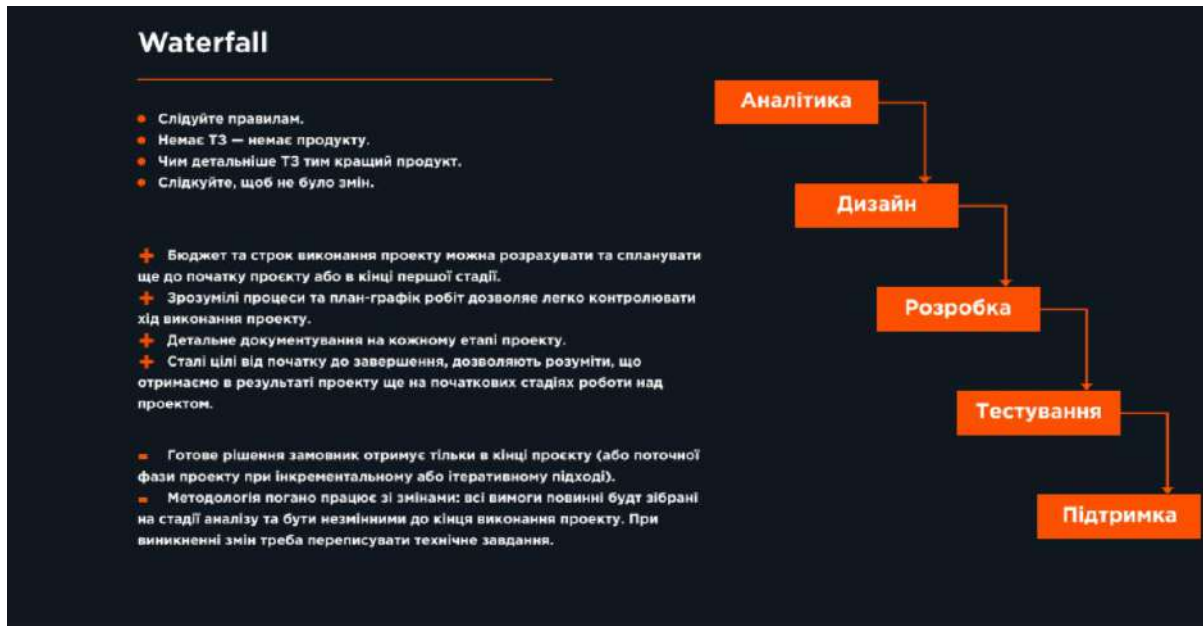 Waterfall
Слідуйте правилам.
Немає ТЗ — немає продукту.
Чим детальніше ТЗ тим кращий продукт.
Слідкуйте, щоб не було змін.
+ Бюджет та строк виконання проекту можна розрахувати та спланувати
ще до початку проєкту або в кінці першої стадії.
+ Зрозумілі процеси та план-графік робіт дозволяє легко контролювати
хід виконання проекту.
+ Детальне документування на кожному етапі проекту.
+ Сталі цілі від початку до завершення, дозволяють розуміти, що
отримаємо в результаті проекту ще на початкових стадіях роботи над
проектом.
- Готове рішення замовник отримує тільки в кінці проєкту (або поточної
фази проекту при інкрементальному або ітеративному підході).
- Методологія погано працює зі змінами: всі вимоги повинні будт зібрані
на стадії аналізу та бути незмінними до кінця виконання проекту. При
виникненні змін треба переписувати технічне завдання.
Аналітика
Дизайн
Розробка
Тестування
Підтримка